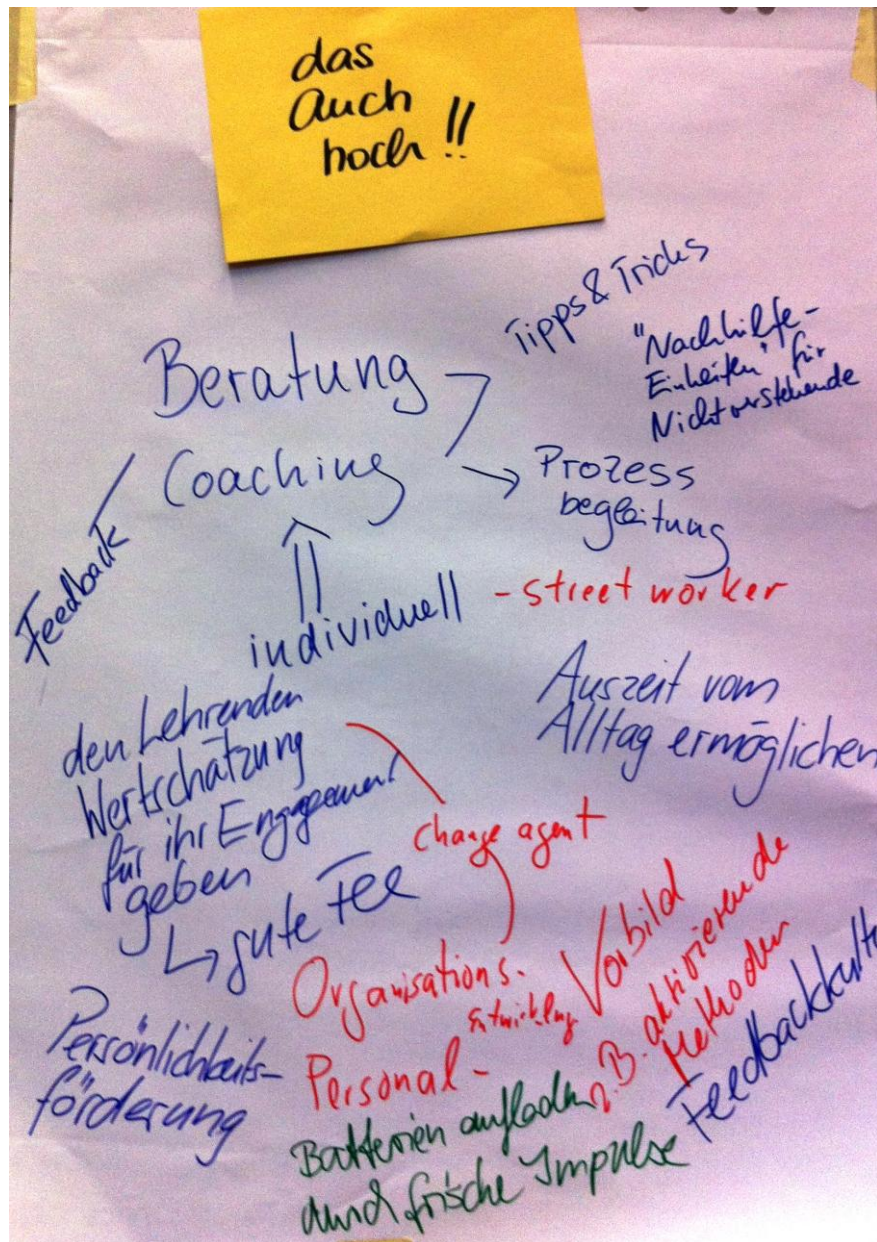 das
Auch
hoch !!
Tipps & Tricks
"Nachhilfe-
Einheiten" für
Nichtverstehende
Beratung
Coaching
Prozess
begleitung
Feedback
individuell
- street worker
Auszeit vom
Alltag ermöglichen
den Lehrenden
Wertschätzung
für ihr Engagement
geben
gute Fee
change agent
Organisations-
Entwicklung
Personal-
Vorbild
z.B. aktivierende
Methoden
Feedbackkultu
Persönlichkeits-
förderung
Batterien aufladen
durch frische Impulse